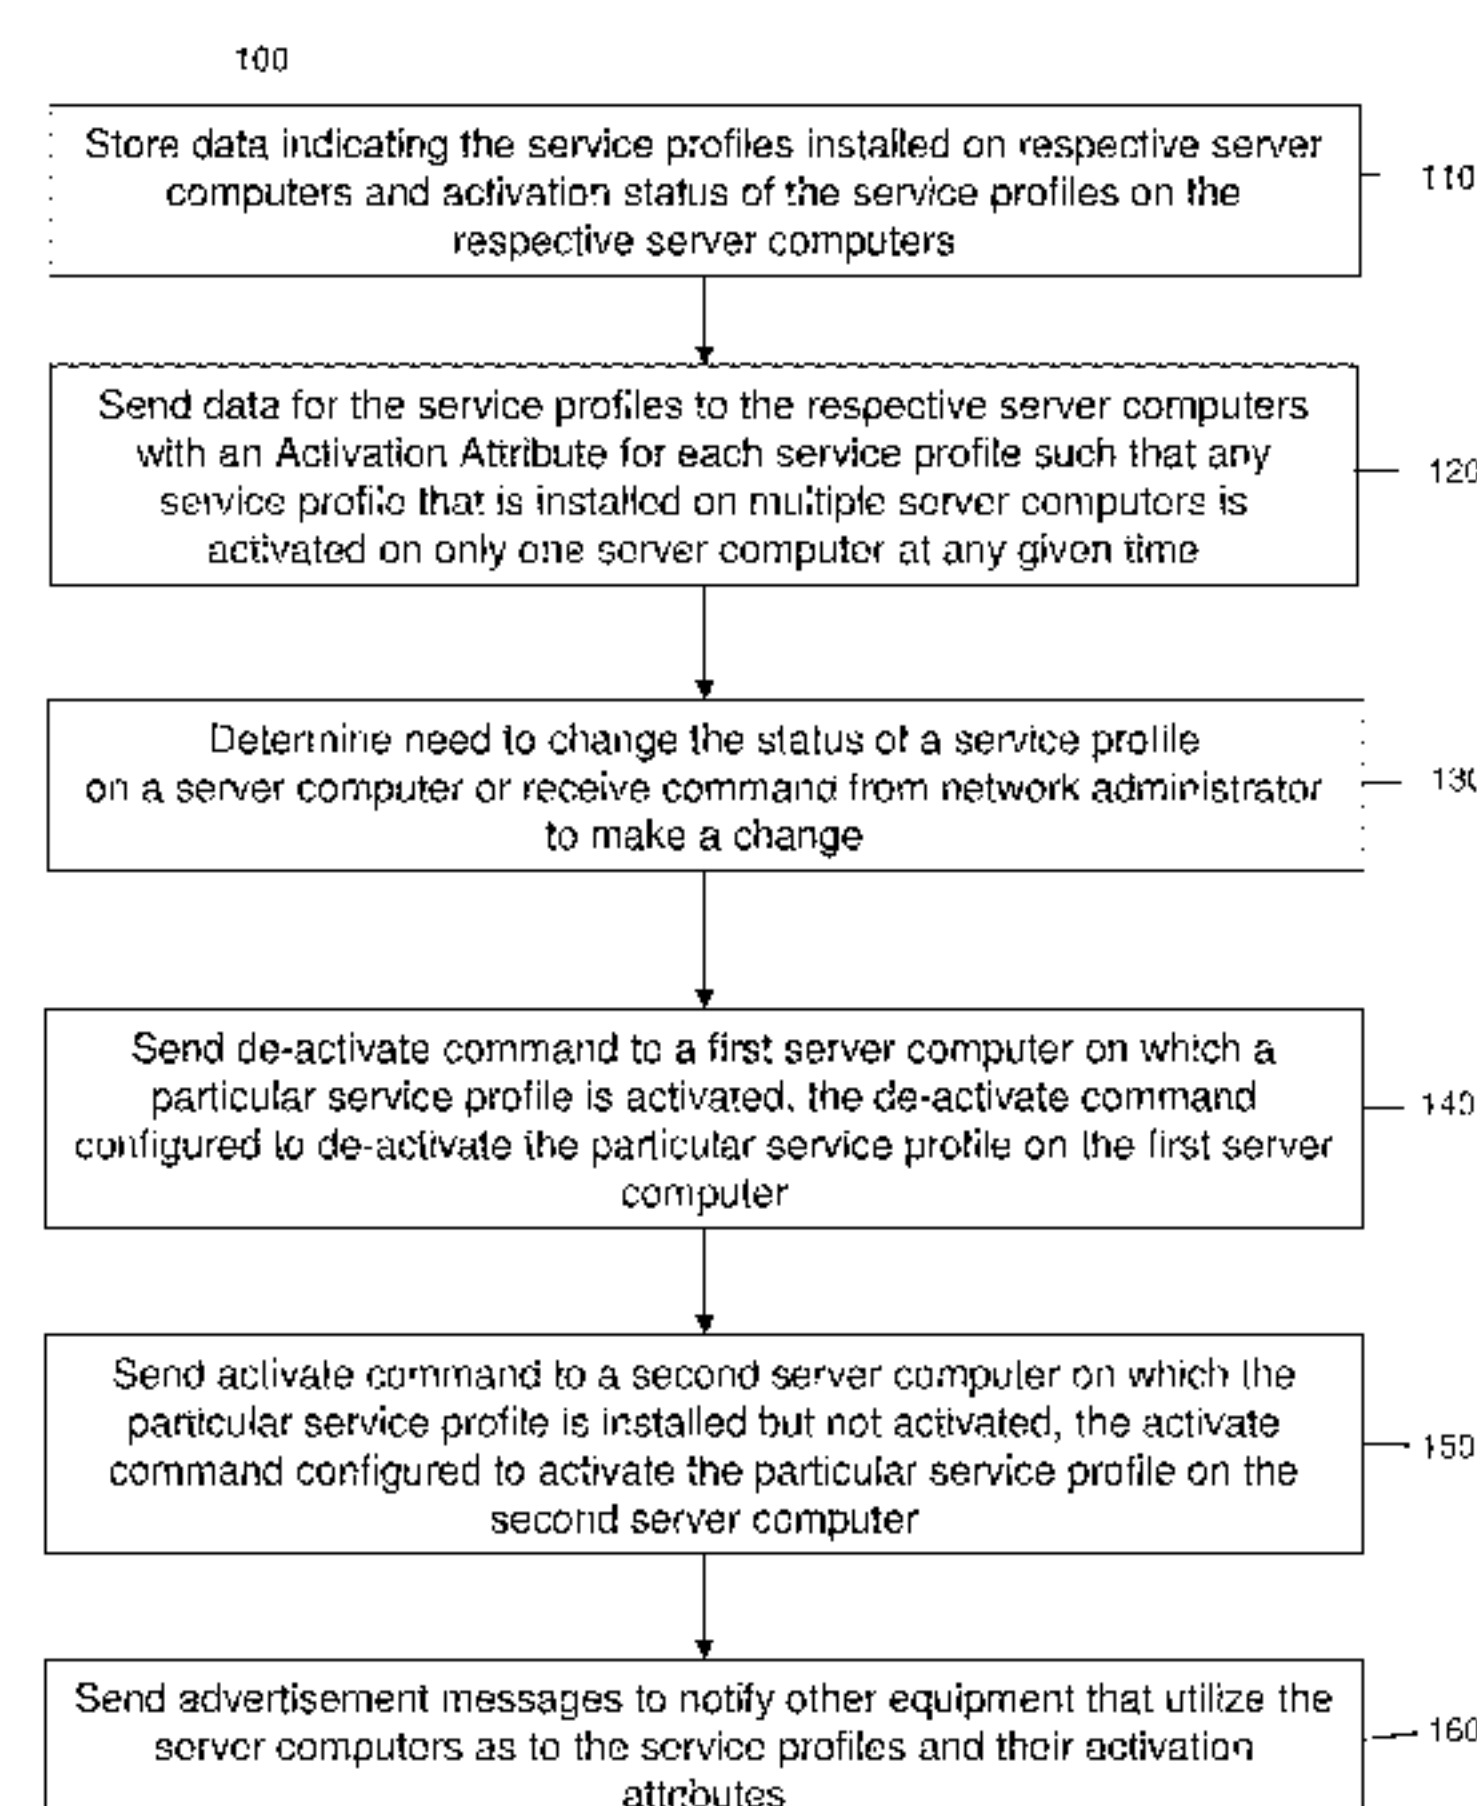 100
Store data indicating the service profiles installed on respective server
computers and activation status of the service profiles on the
respective server computers
110
Send data for the service profiles to the respective server computers
with an Activation Attribute for each service profile such that any
service profile that is installed on multiple server computers is
activated on only one server computer at any given time
120
Determine need to change the status of a service profile
on a server computer or receive command from network administrator
to make a change
130
Send de-activate command to a first server computer on which a
particular service profile is activated, the de-activate command
configured to de-activate the particular service profile on the first server
computer
140
Send activate command to a second server computer on which the
particular service profile is installed but not activated, the activate
command configured to activate the particular service profile on the
second server computer
150
Send advertisement messages to notify other equipment that utilize the
server computers as to the service profiles and their activation
attributes
160